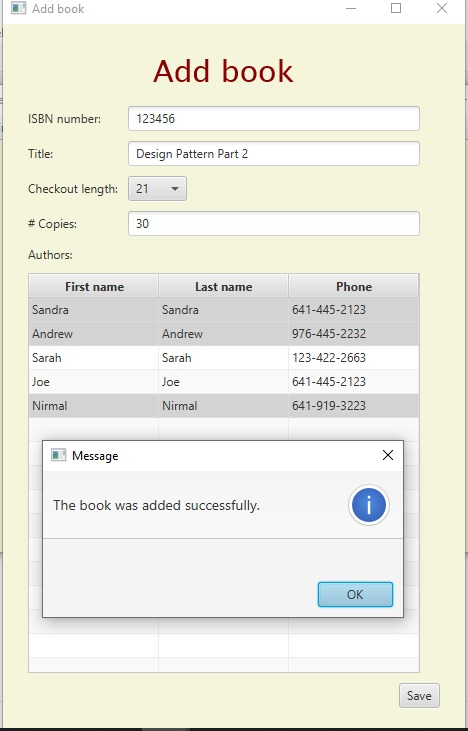 Add book
Add book
ISBN number: 123456
Title: Design Pattern Part 2
Checkout length: 21
# Copies: 30
Authors:
First name Last name Phone
Sandra Sandra 641-445-2123
Andrew Andrew 976-445-2232
Sarah Sarah 123-422-2663
Joe Joe 641-445-2123
Nirmal Nirmal 641-919-3223
Message
The book was added successfully.
OK
Save